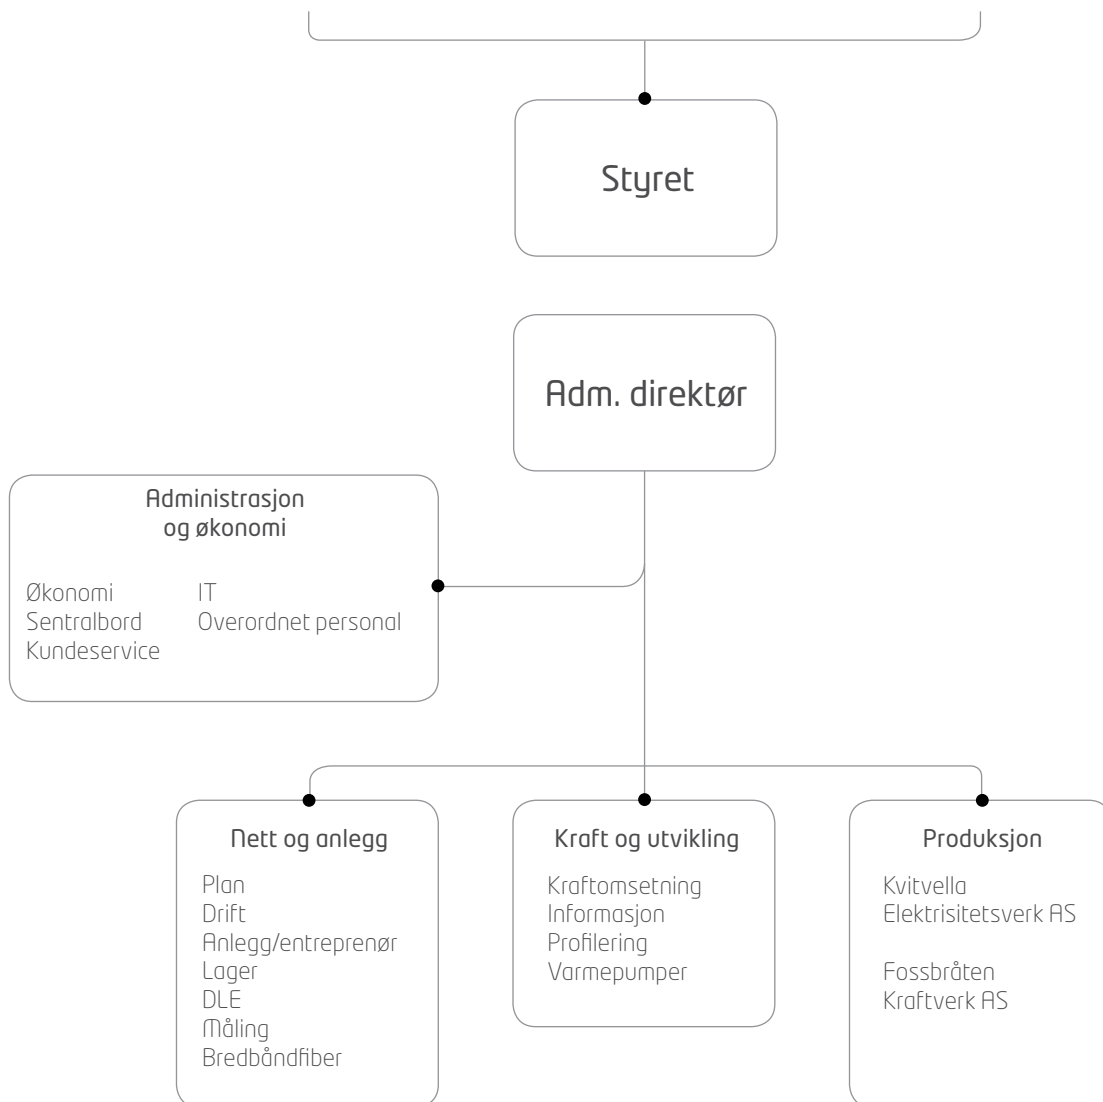 Styret
Adm. direktør
Administrasjon
og økonomi
Økonomi
Sentralbord
Kundeservice
IT
Overordnet personal
Nett og anlegg
Plan
Drift
Anlegg/entreprenør
Lager
DLE
Måling
Bredbåndfiber
Kraft og utvikling
Kraftomsetning
Informasjon
Profilering
Varmepumper
Produksjon
Kvitvella
Elektrisitetsverk AS
Fossbråten
Kraftverk AS